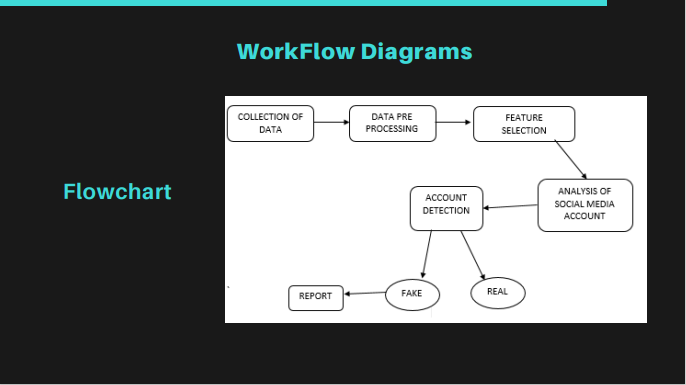 WorkFlow Diagrams
Flowchart
COLLECTION OF
DATA
DATA PRE
PROCESSING
FEATURE
SELECTION
ANALYSIS OF
SOCIAL MEDIA
ACCOUNT
ACCOUNT
DETECTION
REPORT
FAKE
REAL